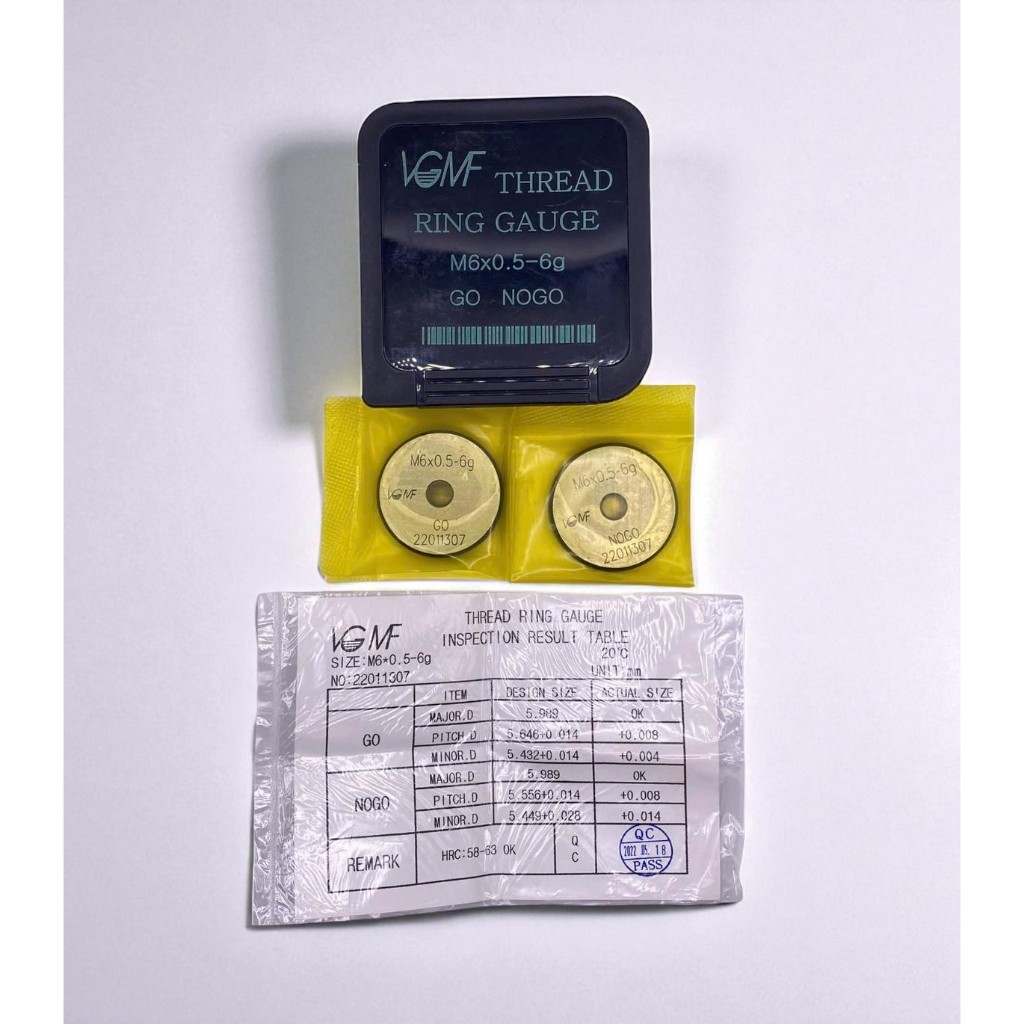 VGMF THREAD
RING GAUGE
M6x0.5-6g
GO NOGO
M6x0.5-6g
VGMF
GO
22011307
M6x0.5-6g
VGMF
NOGO
22011307
VGMF
THREAD RING GAUGE
INSPECTION RESULT TABLE
20°C
SIZE:M6*0.5-6g
NO:22011307
UNIT:mm
ITEM DESIGN SIZE ACTUAL SIZE
GO
MAJOR.D 5.989 OK
PITCH.D 5.646+0.014 +0.008
MINOR.D 5.432+0.014 +0.004
NOGO
MAJOR.D 5.989 OK
PITCH.D 5.556+0.014 +0.008
MINOR.D 5.449+0.028 +0.014
REMARK HRC:58-63 OK QC
QC
2022 05. 18
PASS